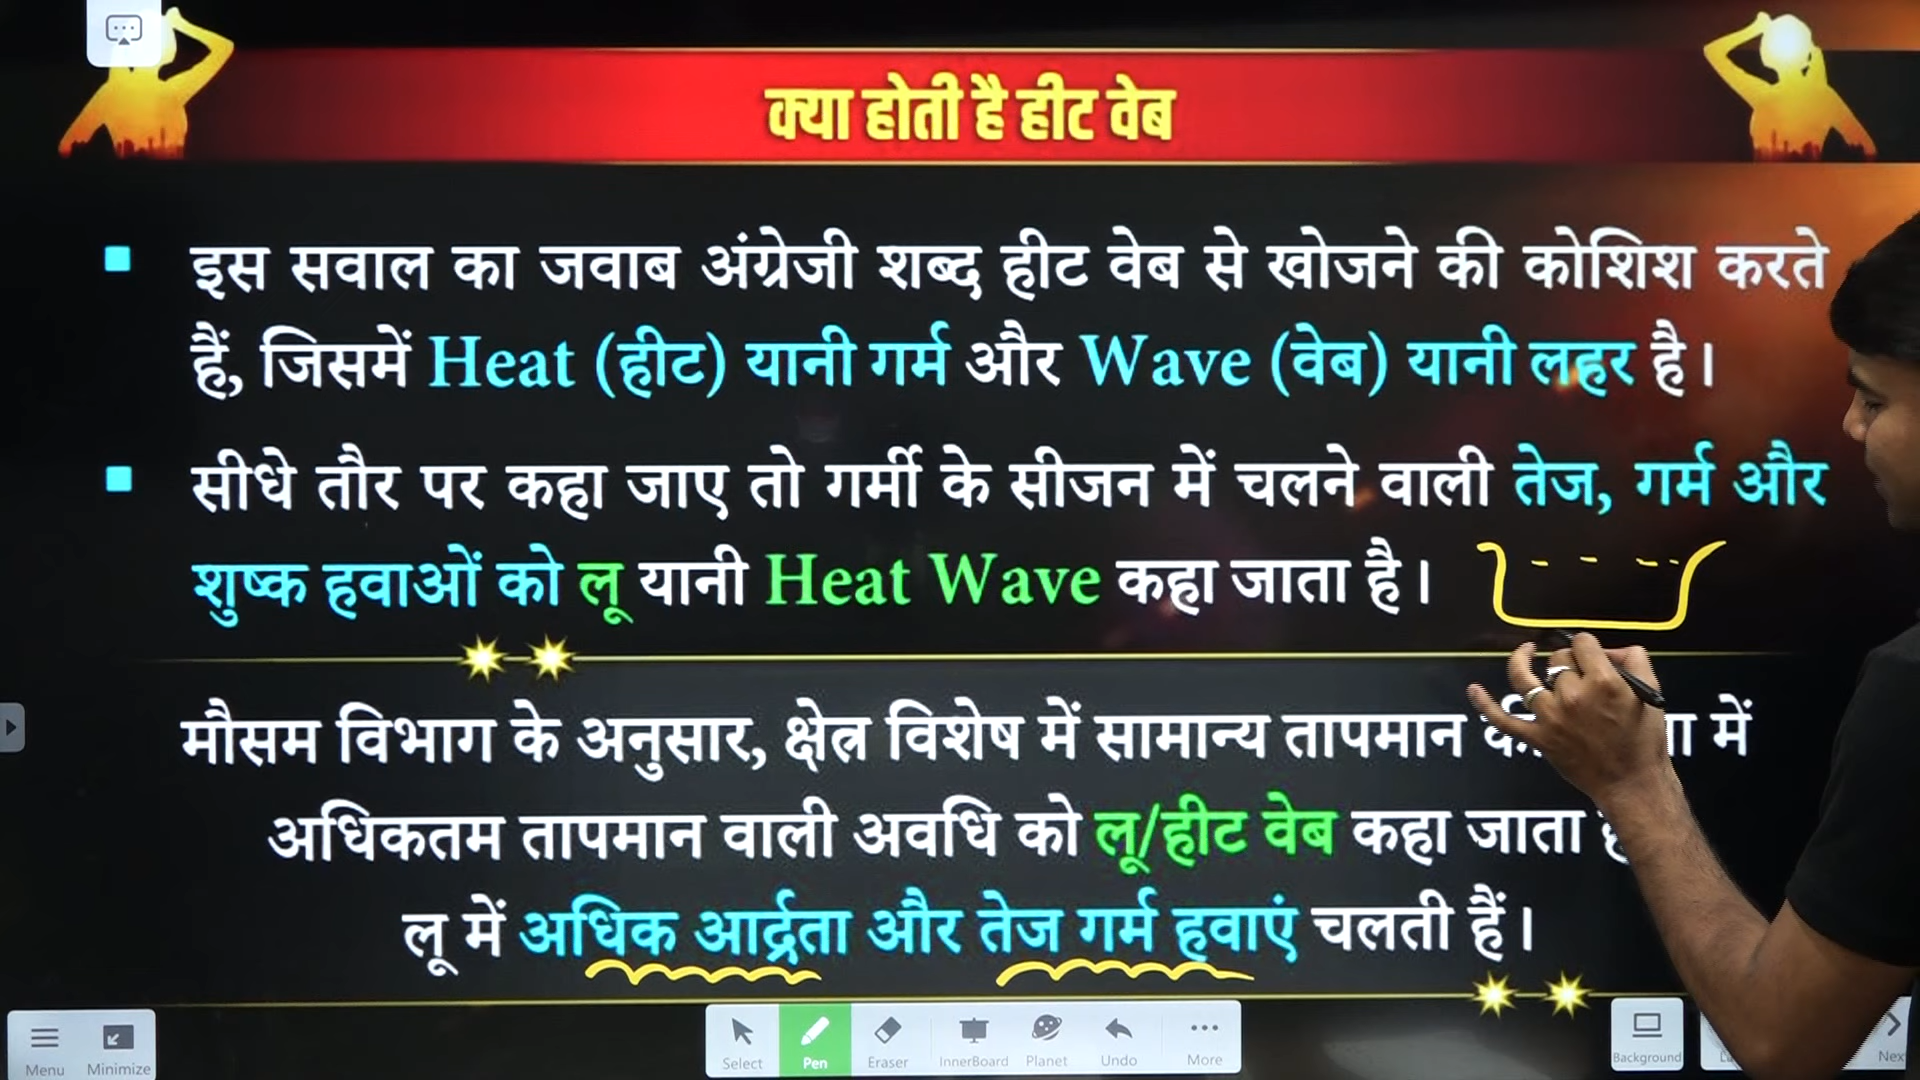 क्या होती है हीट वेब
इस सवाल का जवाब अंग्रेजी शब्द हीट वेब से खोजने की कोशिश करते
हैं, जिसमें Heat (हीट) यानी गर्म और Wave (वेब) यानी लहर है।
सीधे तौर पर कहा जाए तो गर्मी के सीजन में चलने वाली तेज, गर्म और
शुष्क हवाओं को लू यानी Heat Wave कहा जाता है।
मौसम विभाग के अनुसार, क्षेत्र विशेष में सामान्य तापमान में
अधिकतम तापमान वाली अवधि को लू/हीट वेब कहा जाता
लू में अधिक आर्द्रता और तेज गर्म हवाएं चलती हैं।
Menu Minimize Select Pen Eraser InnerBoard Planet Undo More Background